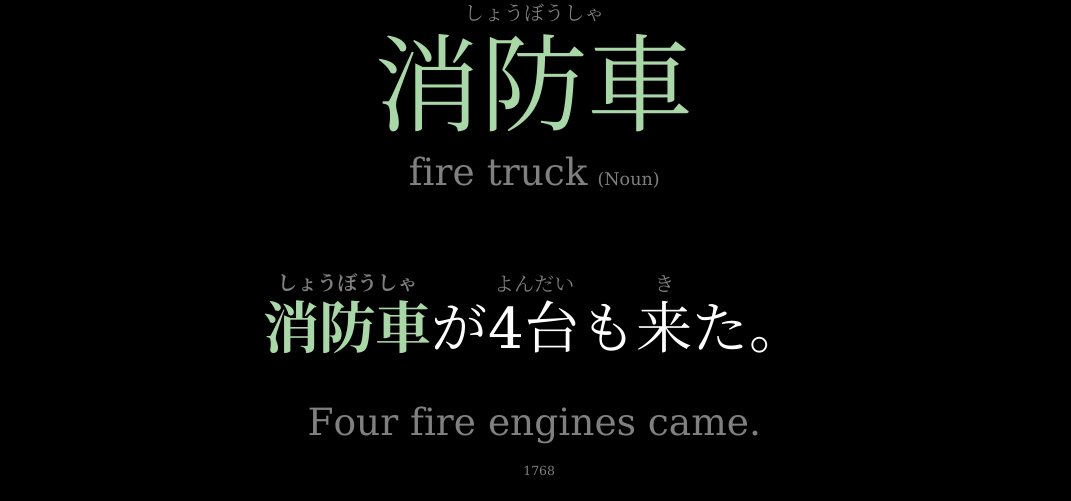 しょうぼうしゃ
消防車
fire truck (Noun)
しょうぼうしゃ よんだい き
消防車が4台も来た。
Four fire engines came.
1768